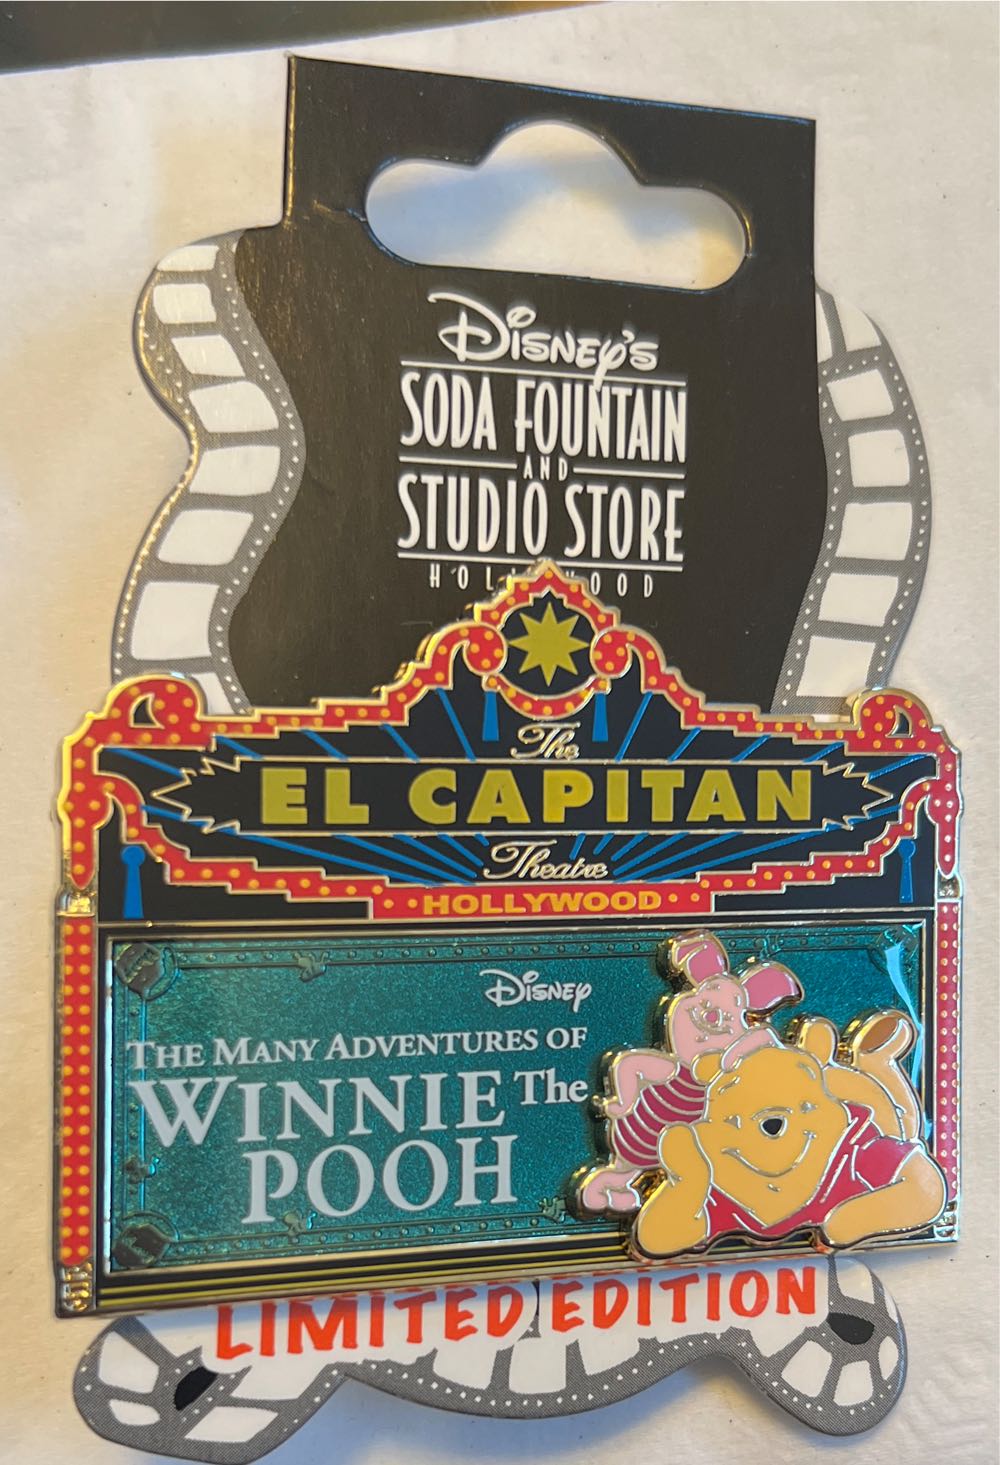 Disney's
SODA FOUNTAIN
AND
STUDIO STORE
The
EL CAPITAN
Theatre
HOLLYWOOD
Disney
THE MANY ADVENTURES OF
WINNIE THE
POOH
LIMITED EDITION